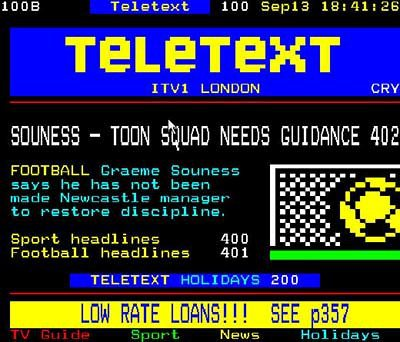 100B Teletext 100 Sep13 18:41:26
TELETEXT
ITV1 LONDON CRY
SOUNESS - TOON SQUAD NEEDS GUIDANCE 402
FOOTBALL Graeme Souness
says he has not been
made Newcastle manager
to restore discipline.
Sport headlines 400
Football headlines 401
TELETEXT HOLIDAYS 200
LOW RATE LOANS!!! SEE p357
TV Guide Sport News Holidays